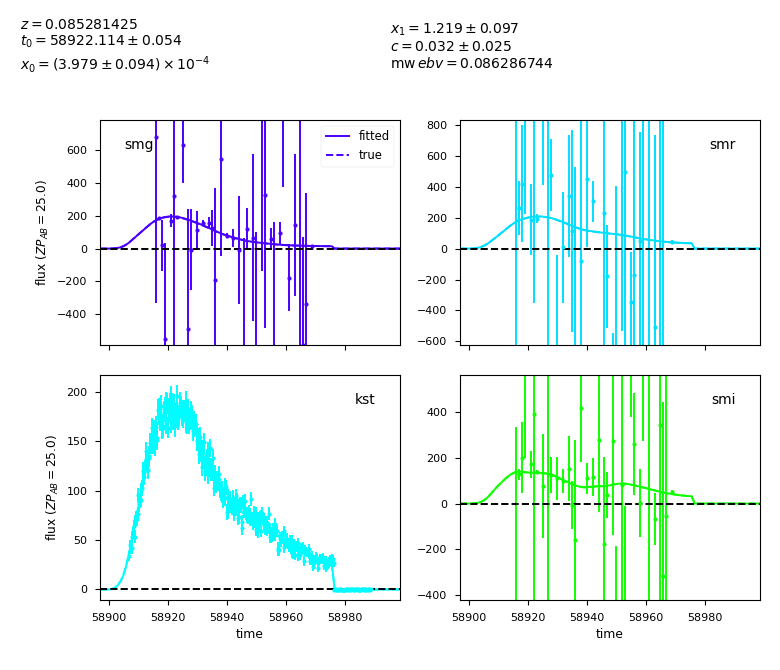 z = 0.085281425
t₀ = 58922.114 ± 0.054
x₀ = (3.979 ± 0.094) × 10⁻⁴
x₁ = 1.219 ± 0.097
c = 0.032 ± 0.025
mw ebv = 0.086286744
smg
fitted
true
flux (ZP_AB = 25.0)
600
400
200
0
−200
−400
smr
800
600
400
200
0
−200
−400
−600
kst
flux (ZP_AB = 25.0)
200
150
100
50
0
58900 58920 58940 58960 58980
time
smi
400
200
0
−200
−400
58900 58920 58940 58960 58980
time